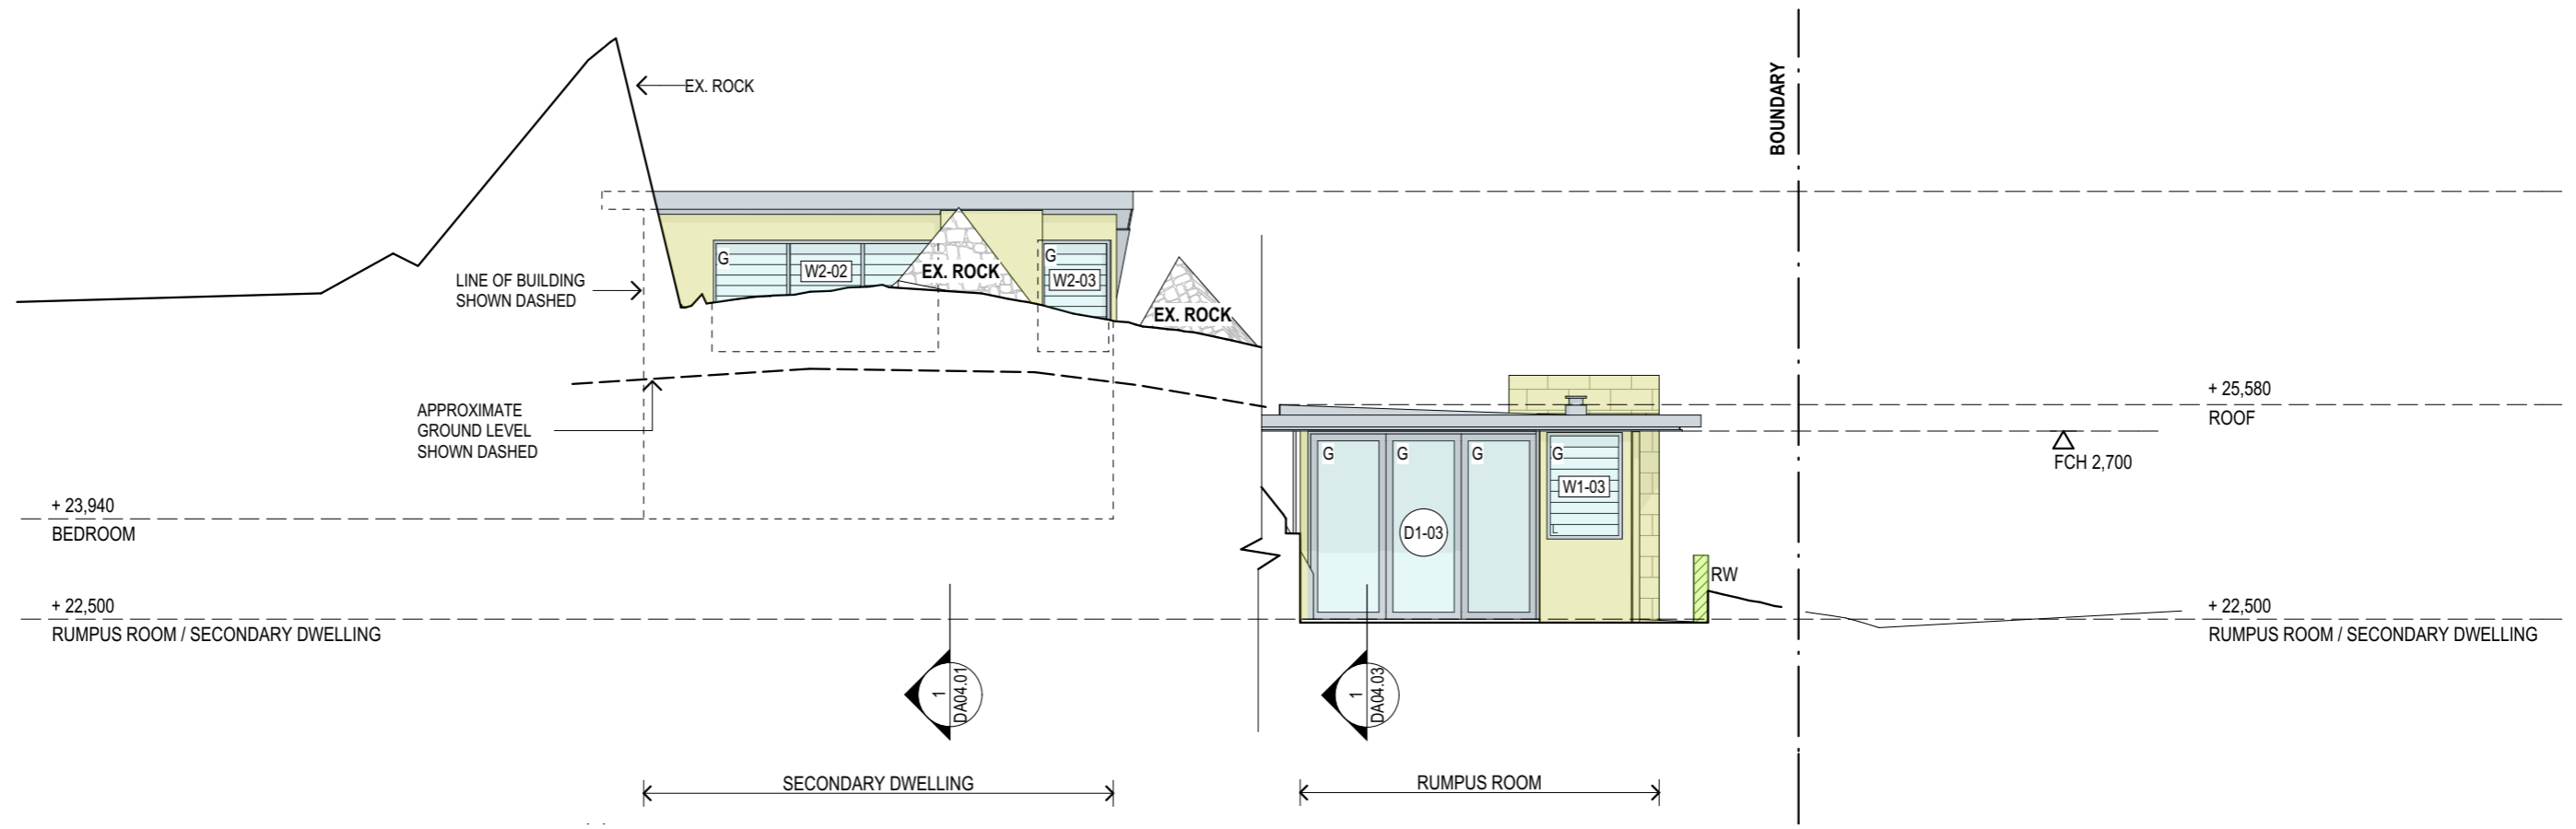 EX. ROCK
BOUNDARY
LINE OF BUILDING
SHOWN DASHED
G
W2-02
EX. ROCK
G
W2-03
EX. ROCK
APPROXIMATE
GROUND LEVEL
SHOWN DASHED
+ 25,580
ROOF
FCH 2,700
G
G
G
G
W1-03
D1-03
+ 23,940
BEDROOM
RW
+ 22,500
RUMPUS ROOM / SECONDARY DWELLING
+ 22,500
RUMPUS ROOM / SECONDARY DWELLING
1
DA04.01
1
DA04.03
SECONDARY DWELLING
RUMPUS ROOM